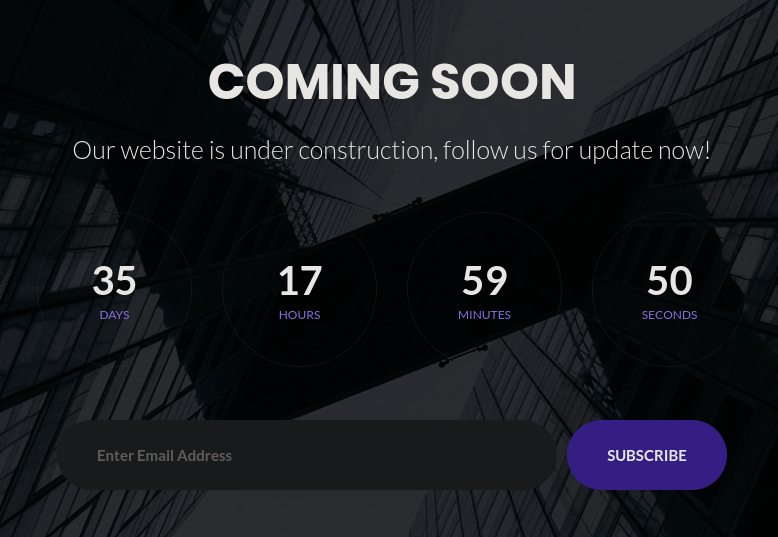 COMING SOON
Our website is under construction, follow us for update now!
35
DAYS
17
HOURS
59
MINUTES
50
SECONDS
Enter Email Address
SUBSCRIBE